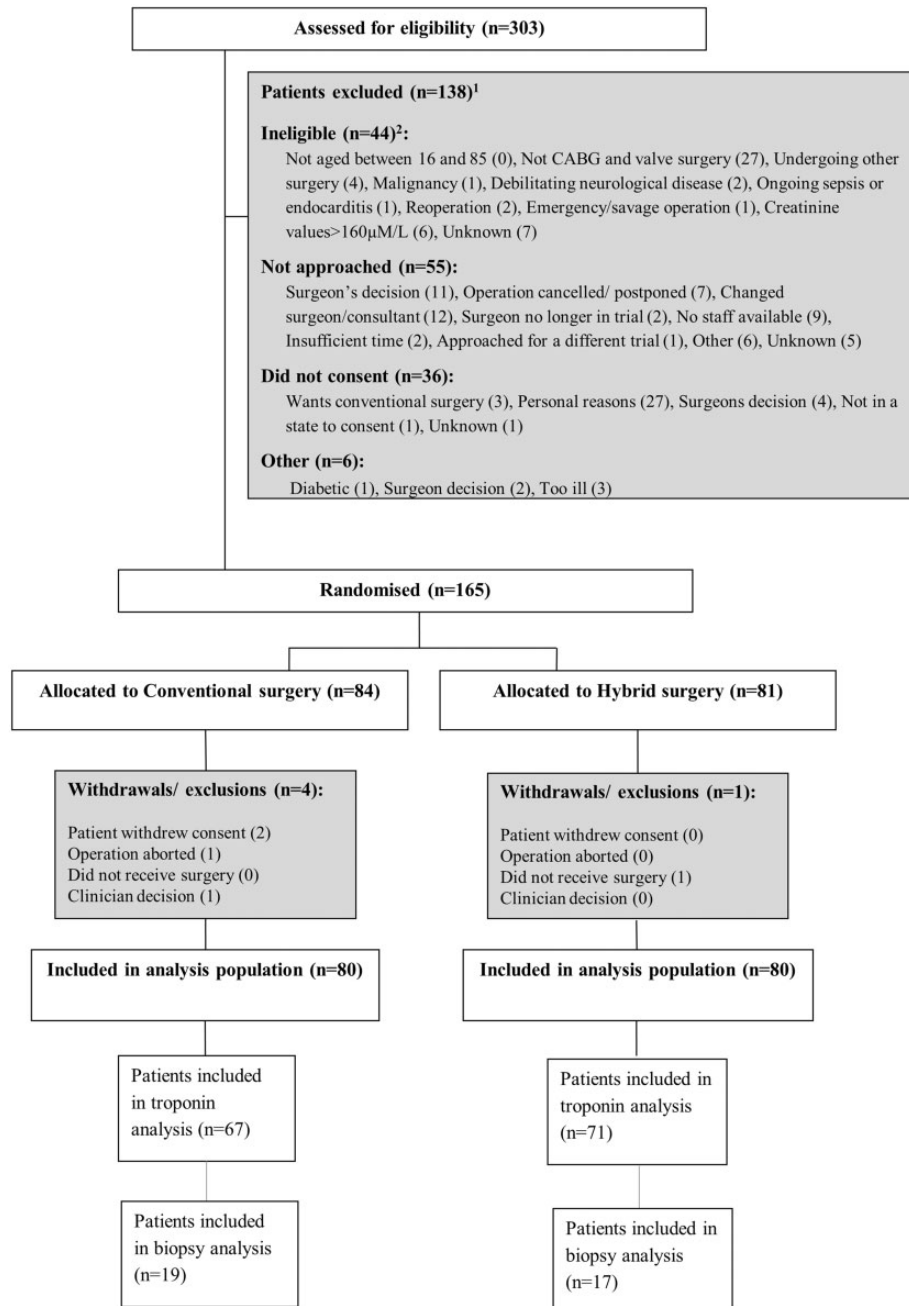 Assessed for eligibility (n=303)
Patients excluded (n=138)1
Ineligible (n=44)2:
Not aged between 16 and 85 (0), Not CABG and valve surgery (27), Undergoing other
surgery (4), Malignancy (1), Debilitating neurological disease (2), Ongoing sepsis or
endocarditis (1), Reoperation (2), Emergency/savage operation (1), Creatinine
values>160µM/L (6), Unknown (7)
Not approached (n=55):
Surgeon's decision (11), Operation cancelled/ postponed (7), Changed
surgeon/consultant (12), Surgeon no longer in trial (2), No staff available (9),
Insufficient time (2), Approached for a different trial (1), Other (6), Unknown (5)
Did not consent (n=36):
Wants conventional surgery (3), Personal reasons (27), Surgeons decision (4), Not in a
state to consent (1), Unknown (1)
Other (n=6):
Diabetic (1), Surgeon decision (2), Too ill (3)
Randomised (n=165)
Allocated to Conventional surgery (n=84)
Allocated to Hybrid surgery (n=81)
Withdrawals/ exclusions (n=4):
Patient withdrew consent (2)
Operation aborted (1)
Did not receive surgery (0)
Clinician decision (1)
Withdrawals/ exclusions (n=1):
Patient withdrew consent (0)
Operation aborted (0)
Did not receive surgery (1)
Clinician decision (0)
Included in analysis population (n=80)
Included in analysis population (n=80)
Patients included
in troponin
analysis (n=67)
Patients included in
troponin analysis
(n=71)
Patients included
in biopsy analysis
(n=19)
Patients included in
biopsy analysis
(n=17)